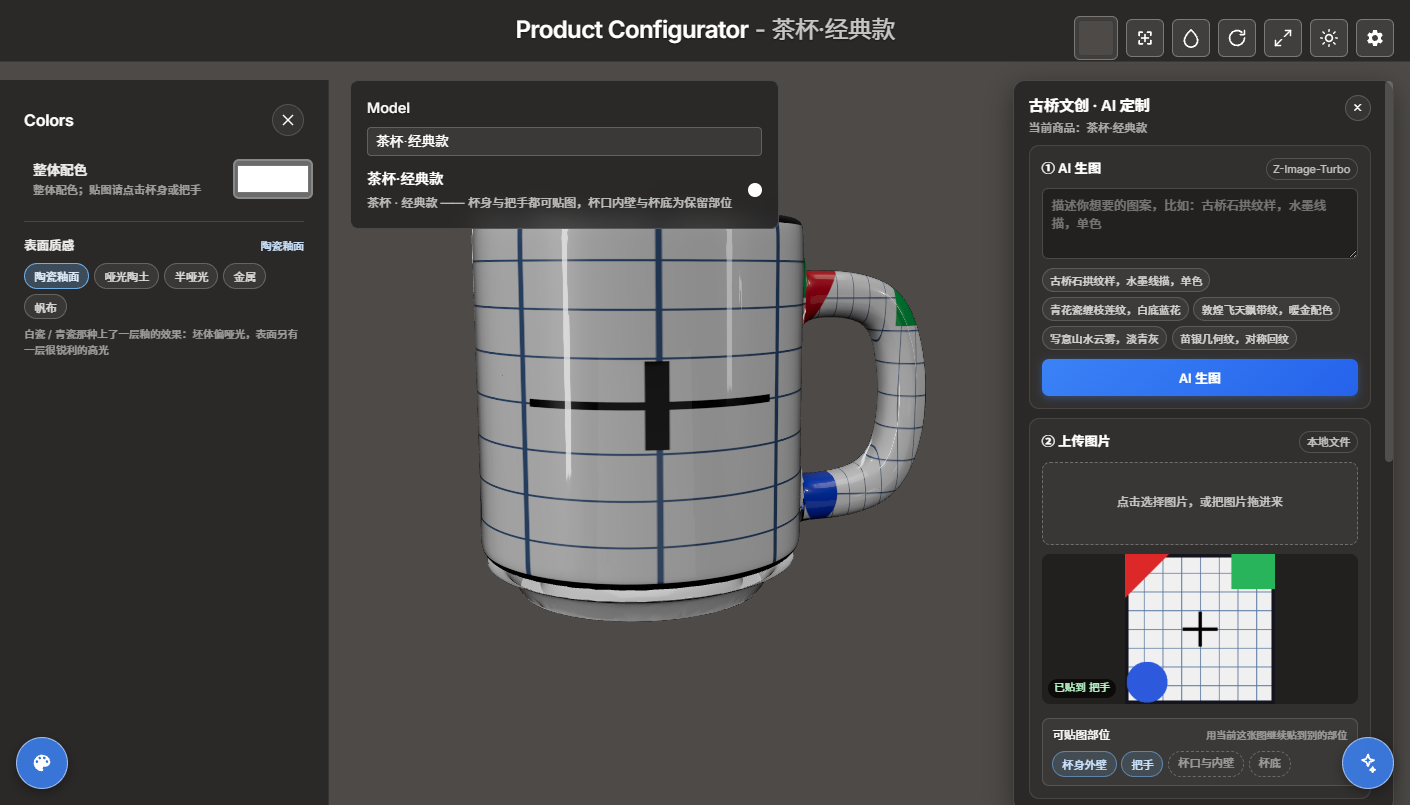 Product Configurator - 茶杯·经典款
Colors
整体配色
整体配色；贴图请点击杯身或把手
表面质感
陶瓷釉面
陶瓷釉面
哑光陶土
半哑光
金属
帆布
白瓷 / 青瓷那种上了一层釉的效果：坯体偏哑光，表面另有
一层很锐利的高光
Model
茶杯·经典款
茶杯·经典款
茶杯 · 经典款 —— 杯身与把手都可贴图，杯口内壁与杯底为保留部位
古桥文创 · AI 定制
当前商品：茶杯·经典款
① AI 生图
Z-Image-Turbo
描述你想要的图案，比如：古桥石拱纹样，水墨线
描，单色
古桥石拱纹样，水墨线描，单色
青花瓷缠枝莲纹，白底蓝花
敦煌飞天飘带纹，暖金配色
写意山水云雾，淡青灰
苗银几何纹，对称回纹
AI 生图
② 上传图片
本地文件
点击选择图片，或把图片拖进来
已贴到 把手
可贴图部位
用当前这张图继续贴到别的部位
杯身外壁
把手
杯口与内壁
杯底